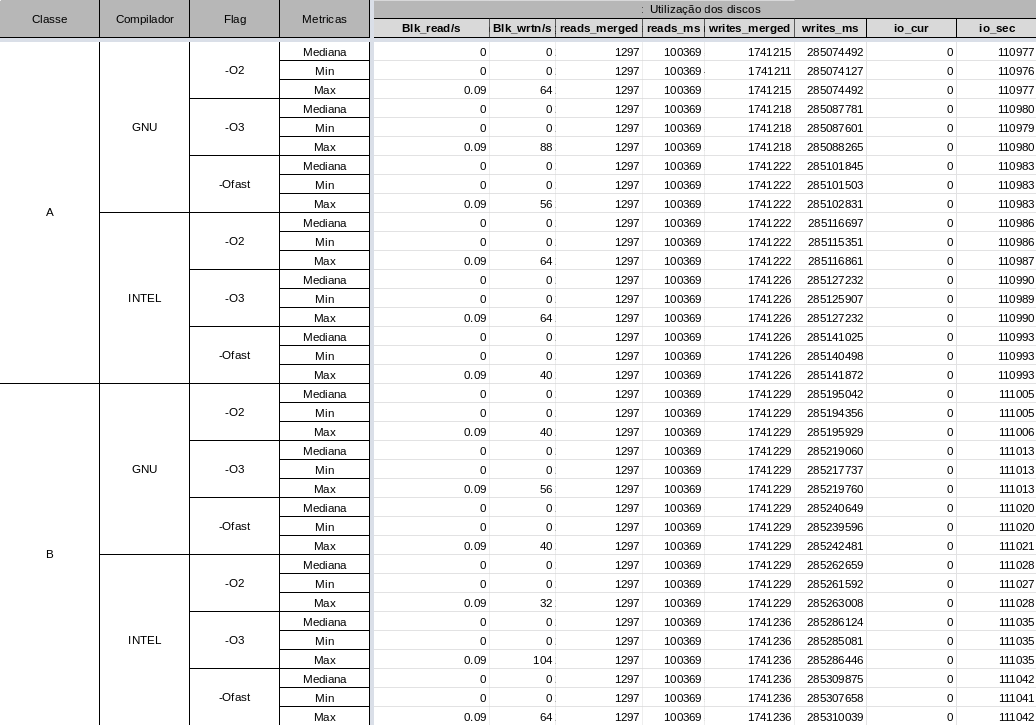 Classe Compilador Flag Metricas : Utilização dos discos
Blk_read/s Blk_wrtn/s reads_merged reads_ms writes_merged writes_ms io_cur io_sec
A GNU -O2 Mediana 0 0 1297 100369 1741215 285074492 0 110977
Min 0 0 1297 100369 1741211 285074127 0 110976
Max 0.09 64 1297 100369 1741215 285074492 0 110977
-O3 Mediana 0 0 1297 100369 1741218 285087781 0 110980
Min 0 0 1297 100369 1741218 285087601 0 110979
Max 0.09 88 1297 100369 1741218 285088265 0 110980
-Ofast Mediana 0 0 1297 100369 1741222 285101845 0 110983
Min 0 0 1297 100369 1741222 285101503 0 110983
Max 0.09 56 1297 100369 1741222 285102831 0 110983
INTEL -O2 Mediana 0 0 1297 100369 1741222 285116697 0 110986
Min 0 0 1297 100369 1741222 285115351 0 110986
Max 0.09 64 1297 100369 1741222 285116861 0 110987
-O3 Mediana 0 0 1297 100369 1741226 285127232 0 110990
Min 0 0 1297 100369 1741226 285125907 0 110989
Max 0.09 64 1297 100369 1741226 285127232 0 110990
-Ofast Mediana 0 0 1297 100369 1741226 285141025 0 110993
Min 0 0 1297 100369 1741226 285140498 0 110993
Max 0.09 40 1297 100369 1741226 285141872 0 110993
B GNU -O2 Mediana 0 0 1297 100369 1741229 285195042 0 111005
Min 0 0 1297 100369 1741229 285194356 0 111005
Max 0.09 40 1297 100369 1741229 285195929 0 111006
-O3 Mediana 0 0 1297 100369 1741229 285219060 0 111013
Min 0 0 1297 100369 1741229 285217737 0 111013
Max 0.09 56 1297 100369 1741229 285219760 0 111013
-Ofast Mediana 0 0 1297 100369 1741229 285240649 0 111020
Min 0 0 1297 100369 1741229 285239596 0 111020
Max 0.09 40 1297 100369 1741229 285242481 0 111021
INTEL -O2 Mediana 0 0 1297 100369 1741229 285262659 0 111028
Min 0 0 1297 100369 1741229 285261592 0 111027
Max 0.09 32 1297 100369 1741229 285263008 0 111028
-O3 Mediana 0 0 1297 100369 1741236 285286124 0 111035
Min 0 0 1297 100369 1741236 285285081 0 111035
Max 0.09 104 1297 100369 1741236 285286446 0 111035
-Ofast Mediana 0 0 1297 100369 1741236 285309875 0 111042
Min 0 0 1297 100369 1741236 285307658 0 111041
Max 0.09 64 1297 100369 1741236 285310039 0 111042